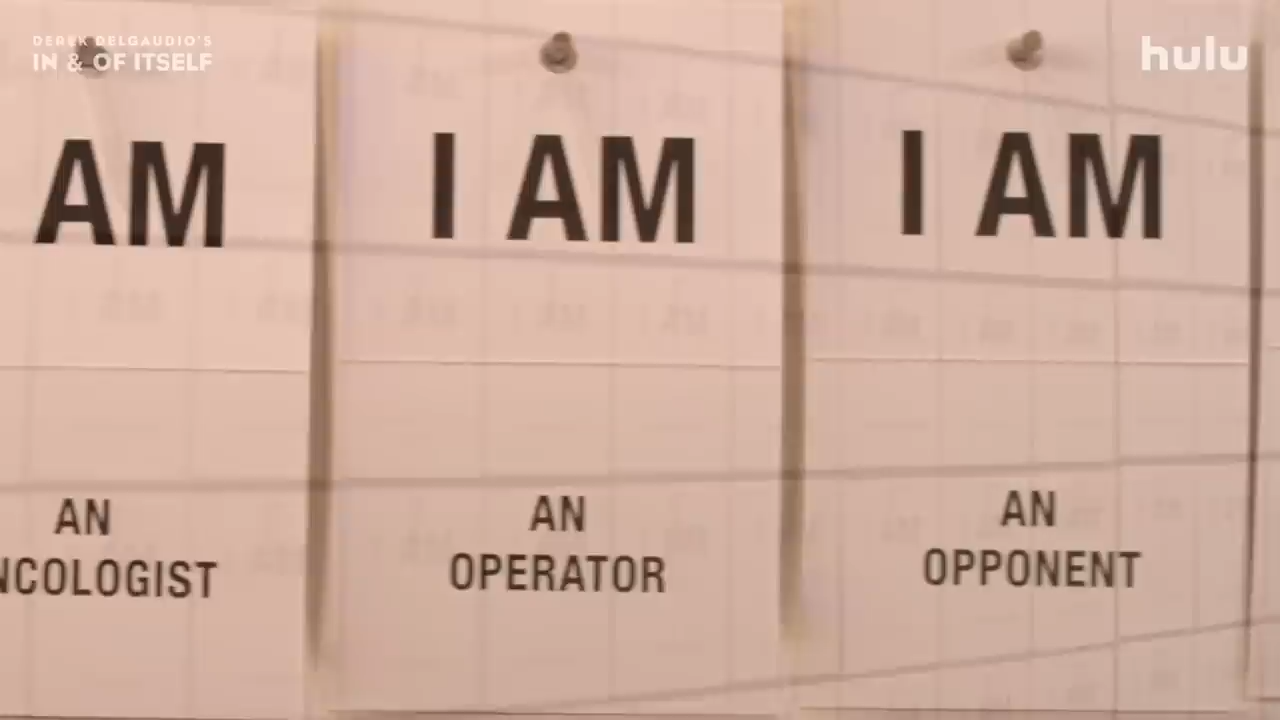 DEREK DELGAUDIO'S
IN & OF ITSELF
hulu
AM
I AM
I AM
AN
NCOLOGIST
AN
OPERATOR
AN
OPPONENT